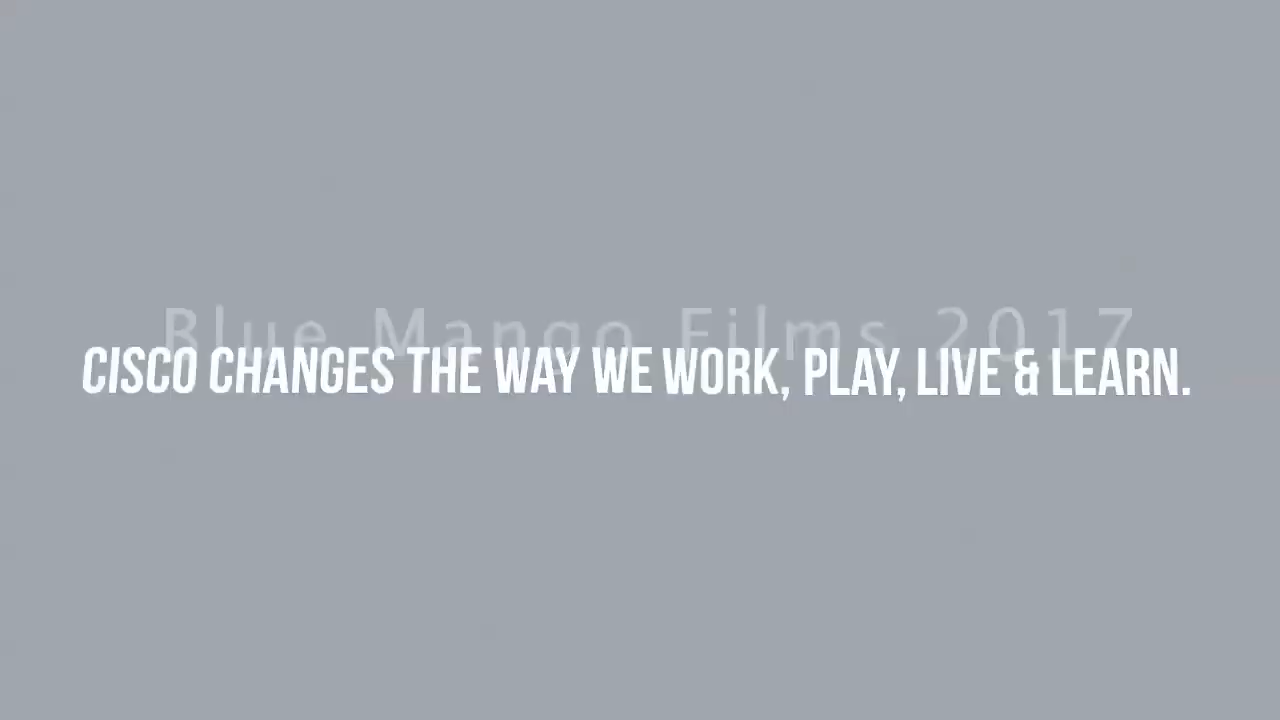 Blue Mango Films 2017
CISCO CHANGES THE WAY WE WORK, PLAY, LIVE & LEARN.